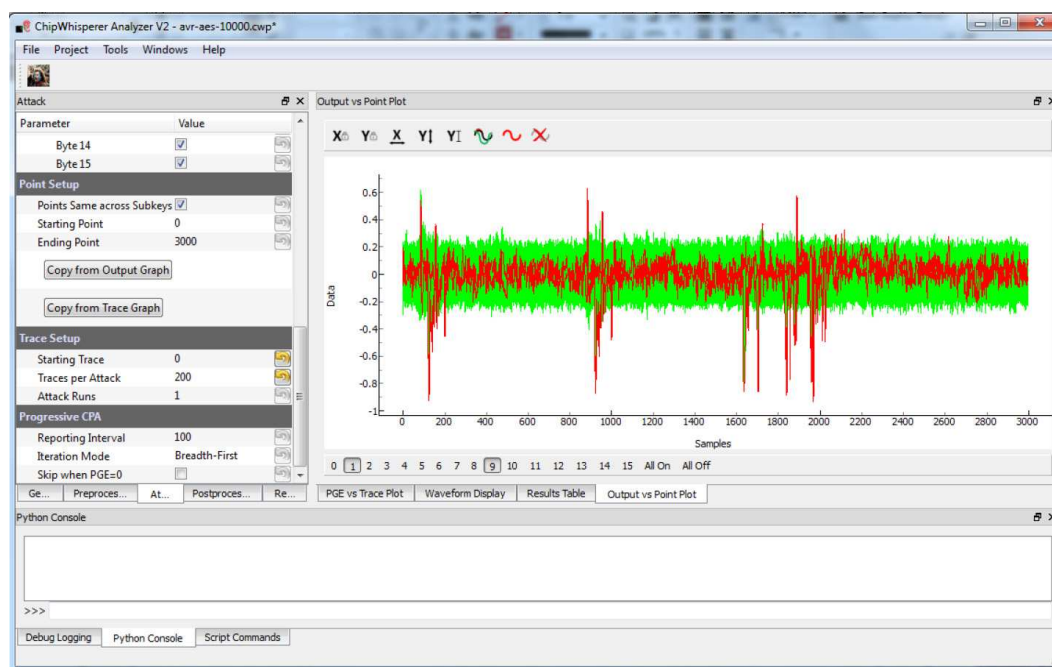 ChipWhisperer Analyzer V2 - avr-aes-10000.cwp*
File Project Tools Windows Help
Attack
Parameter Value
Byte 14
Byte 15
Point Setup
Points Same across Subkeys
Starting Point 0
Ending Point 3000
Copy from Output Graph
Copy from Trace Graph
Trace Setup
Starting Trace 0
Traces per Attack 200
Attack Runs 1
Progressive CPA
Reporting Interval 100
Iteration Mode Breadth-First
Skip when PGE=0
Ge... Preproces... At... Postproces... Re...
Output vs Point Plot
X Y X Y Y
0.6
0.4
0.2
0
-0.2
-0.4
-0.6
-0.8
-1
Data
0 200 400 600 800 1000 1200 1400 1600 1800 2000 2200 2400 2600 2800 3000
Samples
0 1 2 3 4 5 6 7 8 9 10 11 12 13 14 15 All On All Off
PGE vs Trace Plot Waveform Display Results Table Output vs Point Plot
Python Console
>>>
Debug Logging Python Console Script Commands